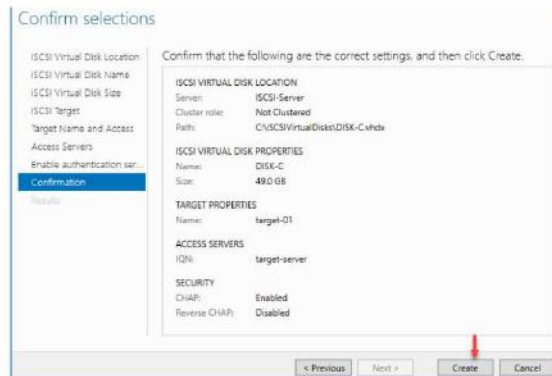 Confirm selections
iSCSI Virtual Disk Location
iSCSI Virtual Disk Name
iSCSI Virtual Disk Size
iSCSI Target
Target Name and Access
Access Servers
Enable authentication ser...
Confirmation
Results
Confirm that the following are the correct settings, and then click Create.
ISCSI VIRTUAL DISK LOCATION
Server: ISCSI-Server
Cluster role: Not Clustered
Path: C:\iSCSIVirtualDisks\DISK-C.vhdx
ISCSI VIRTUAL DISK PROPERTIES
Name: DISK-C
Size: 49.0 GB
TARGET PROPERTIES
Name: target-01
ACCESS SERVERS
IQN: target-server
SECURITY
CHAP: Enabled
Reverse CHAP: Disabled
< Previous Next > Create Cancel